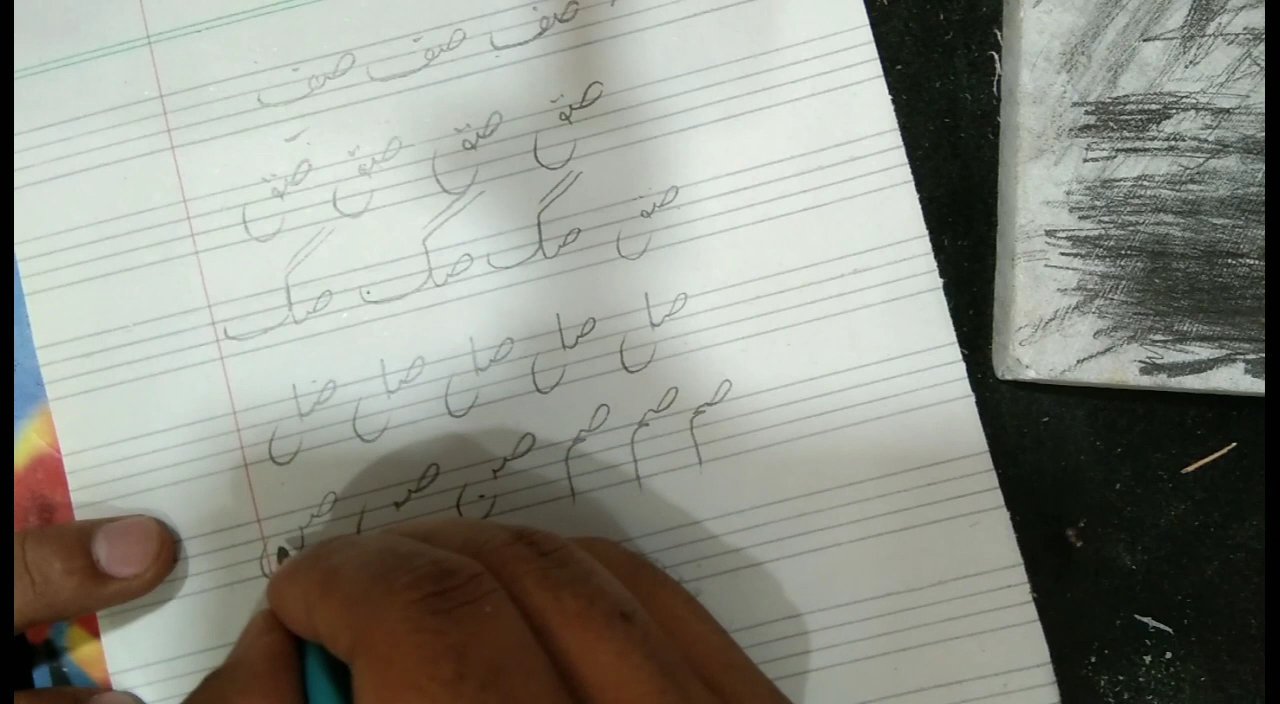 صف صف صف
صق صق صق صق
صق صگ صگ صگ
صل صل صل صل صل
صم صم صم صن